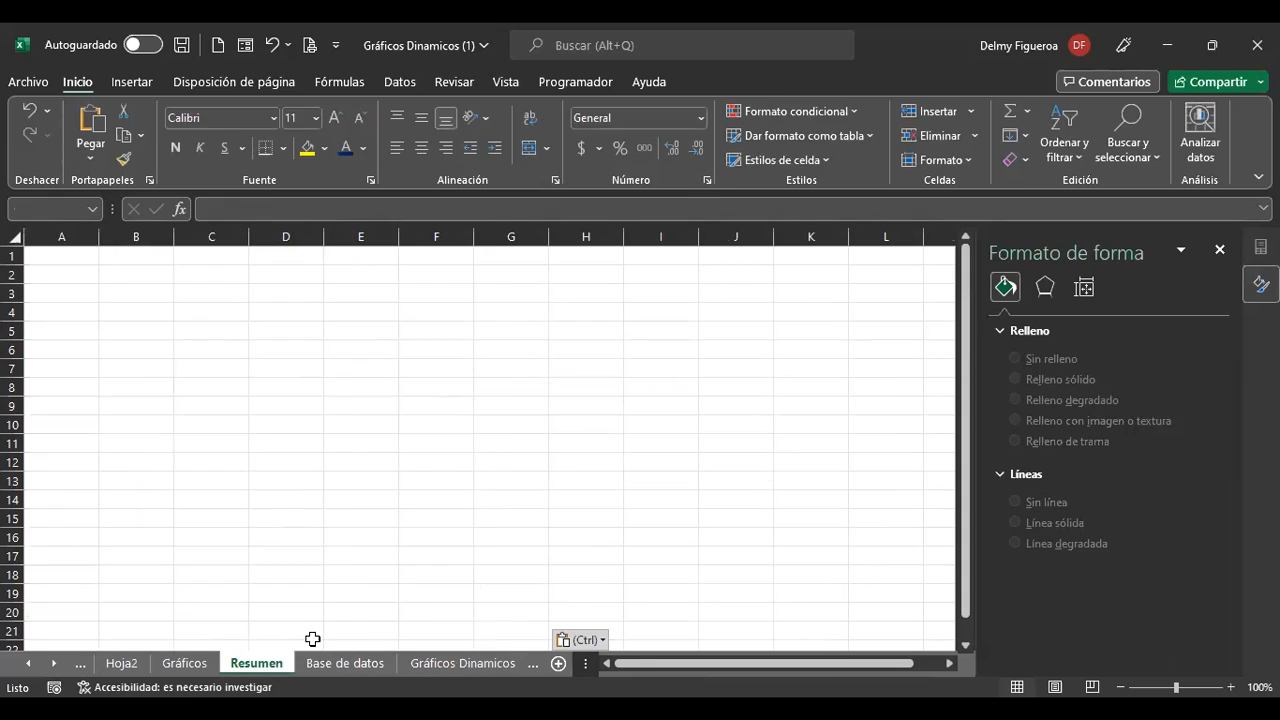 Autoguardado
Gráficos Dinamicos (1)
Buscar (Alt+Q)
Delmy Figueroa
DF
Archivo
Inicio
Insertar
Disposición de página
Fórmulas
Datos
Revisar
Vista
Programador
Ayuda
Comentarios
Compartir
Deshacer
Pegar
Portapapeles
Calibri
11
N
K
S
A
A
A
Fuente
ab
Alineación
General
$
%
000
Número
Formato condicional
Dar formato como tabla
Estilos de celda
Estilos
Insertar
Eliminar
Formato
Celdas
Ordenar y
filtrar
Buscar y
seleccionar
Edición
Analizar
datos
Análisis
fx
A B C D E F G H I J K L
1
2
3
4
5
6
7
8
9
10
11
12
13
14
15
16
17
18
19
20
21
22
(Ctrl)
Formato de forma
Relleno
Sin relleno
Relleno sólido
Relleno degradado
Relleno con imagen o textura
Relleno de trama
Líneas
Sin línea
Línea sólida
Línea degradada
...
Hoja2
Gráficos
Resumen
Base de datos
Gráficos Dinamicos
...
Listo
Accesibilidad: es necesario investigar
100%